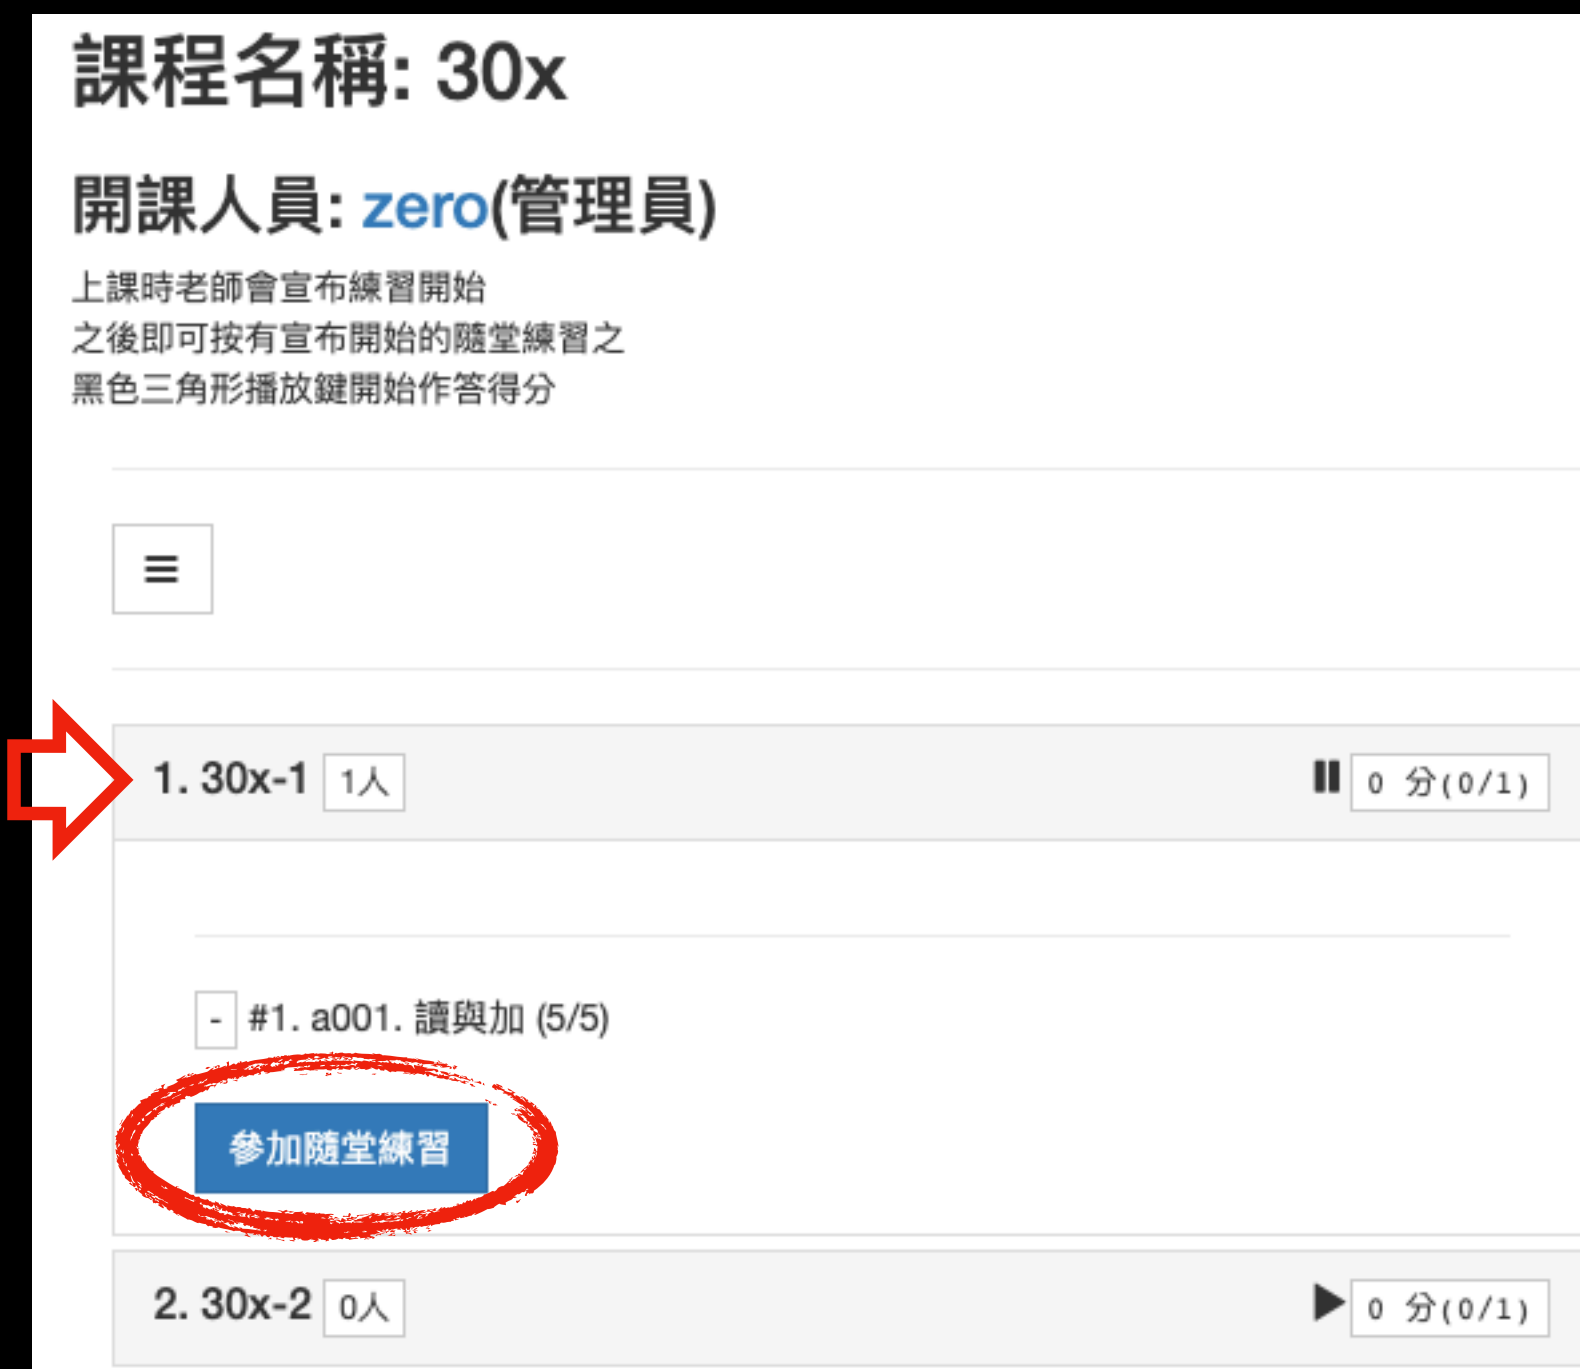 課程名稱: 30x
開課人員: zero(管理員)
上課時老師會宣布練習開始
之後即可按有宣布開始的隨堂練習之
黑色三角形播放鍵開始作答得分
1. 30x-1 1人 0 分(0/1)
- #1. a001. 讀與加 (5/5)
參加隨堂練習
2. 30x-2 0人 0 分(0/1)